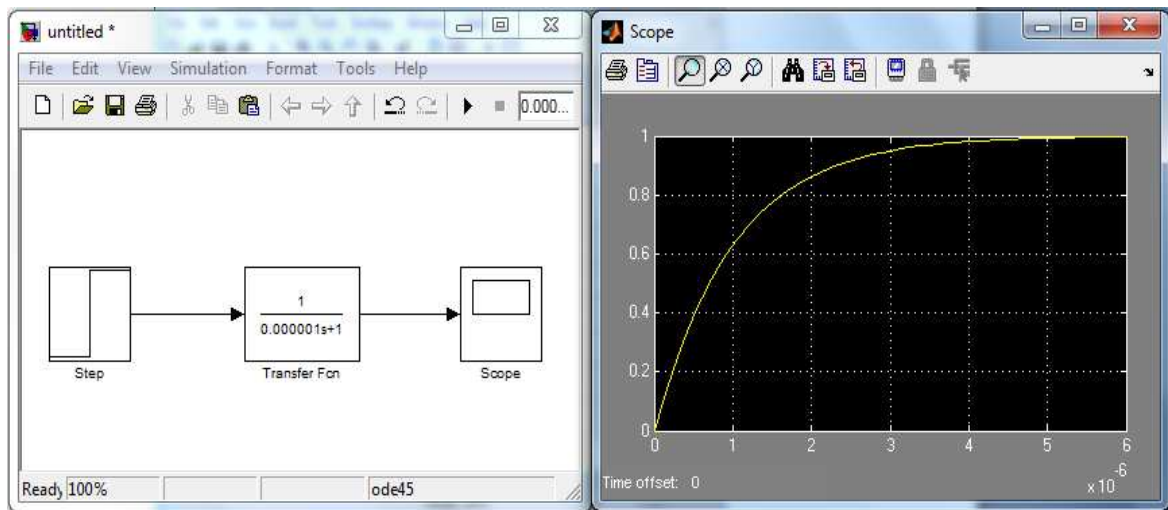 untitled *
File Edit View Simulation Format Tools Help
0.000...
1
0.000001s+1
Step
Transfer Fcn
Scope
Ready 100%
ode45
Scope
1
0.8
0.6
0.4
0.2
0
0 1 2 3 4 5 6
x 10
-6
Time offset: 0